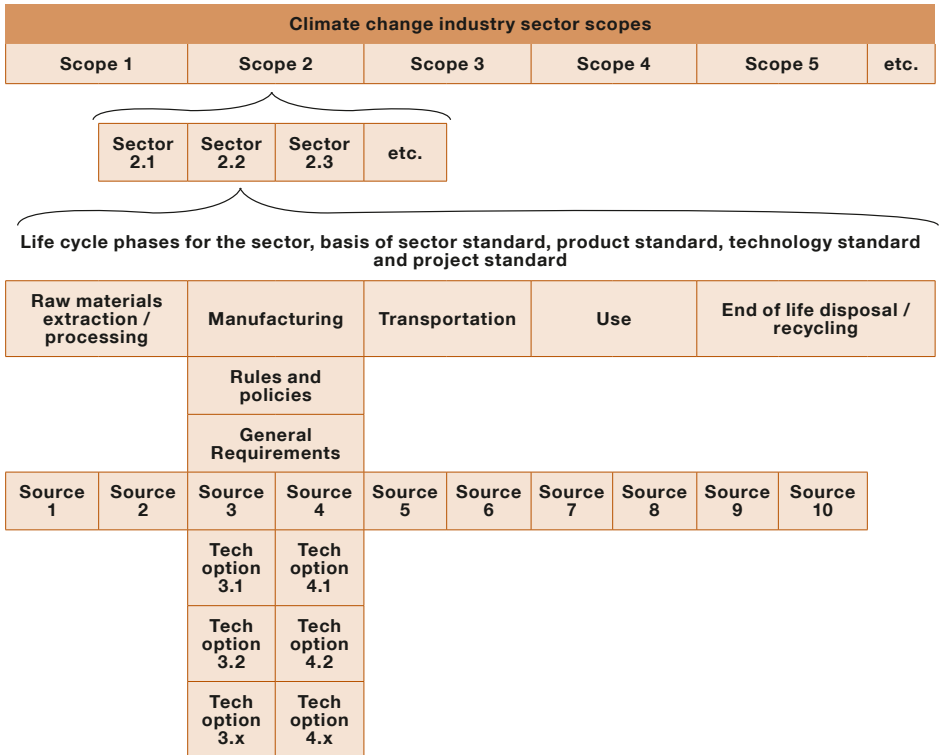 Climate change industry sector scopes
Scope 1 Scope 2 Scope 3 Scope 4 Scope 5 etc.
Sector 2.1
Sector 2.2
Sector 2.3
etc.
Life cycle phases for the sector, basis of sector standard, product standard, technology standard
and project standard
Raw materials
extraction /
processing
Manufacturing
Transportation
Use
End of life disposal /
recycling
Rules and
policies
General
Requirements
Source
1
Source
2
Source
3
Source
4
Source
5
Source
6
Source
7
Source
8
Source
9
Source
10
Tech
option
3.1
Tech
option
4.1
Tech
option
3.2
Tech
option
4.2
Tech
option
3.x
Tech
option
4.x